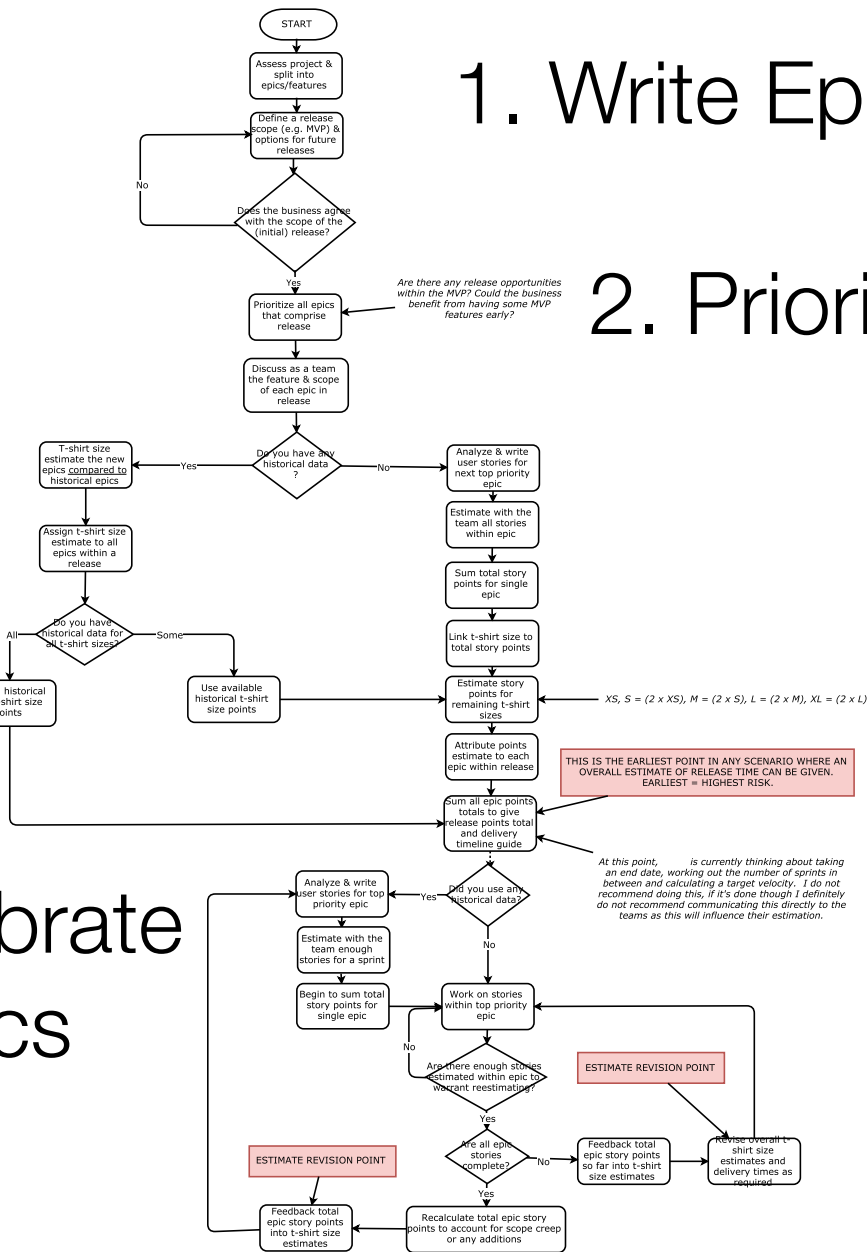 START
Assess project &
split into
epics/features
1. Write Ep
Define a release
scope (e.g. MVP) &
options for future
releases
No
Does the business agree
with the scope of the
(initial) release?
Yes
Are there any release opportunities
within the MVP? Could the business
benefit from having some MVP
features early?
2. Priori
Prioritize all epics
that comprise
release
Discuss as a team
the feature & scope
of each epic in
release
Do you have any
historical data
?
Yes
No
T-shirt size
estimate the new
epics compared to
historical epics
Analyze & write
user stories for
next top priority
epic
Assign t-shirt size
estimate to all
epics within a
release
Estimate with the
team all stories
within epic
Sum total story
points for single
epic
Do you have
historical data for
all t-shirt sizes?
All
Some
Link t-shirt size to
total story points
historical
shirt size
oints
Use available
historical t-shirt
size points
Estimate story
points for
remaining t-shirt
sizes
XS, S = (2 x XS), M = (2 x S), L = (2 x M), XL = (2 x L)
Attribute points
estimate to each
epic within release
THIS IS THE EARLIEST POINT IN ANY SCENARIO WHERE AN
OVERALL ESTIMATE OF RELEASE TIME CAN BE GIVEN.
EARLIEST = HIGHEST RISK.
Sum all epic points
totals to give
release points total
and delivery
timeline guide
At this point, is currently thinking about taking
an end date, working out the number of sprints in
between and calculating a target velocity. I do not
recommend doing this, if it's done though I definitely
do not recommend communicating this directly to the
teams as this will influence their estimation.
brate
cs
Analyze & write
user stories for top
priority epic
Yes
Did you use any
historical data?
No
Estimate with the
team enough
stories for a sprint
Begin to sum total
story points for
single epic
Work on stories
within top priority
epic
No
Are there enough stories
estimated within epic to
warrant reestimating?
Yes
ESTIMATE REVISION POINT
Are all epic
stories
complete?
No
Feedback total
epic story points
so far into t-shirt
size estimates
Revise overall t-
shirt size
estimates and
delivery times as
required
Yes
ESTIMATE REVISION POINT
Feedback total
epic story points
into t-shirt size
estimates
Recalculate total epic story
points to account for scope creep
or any additions